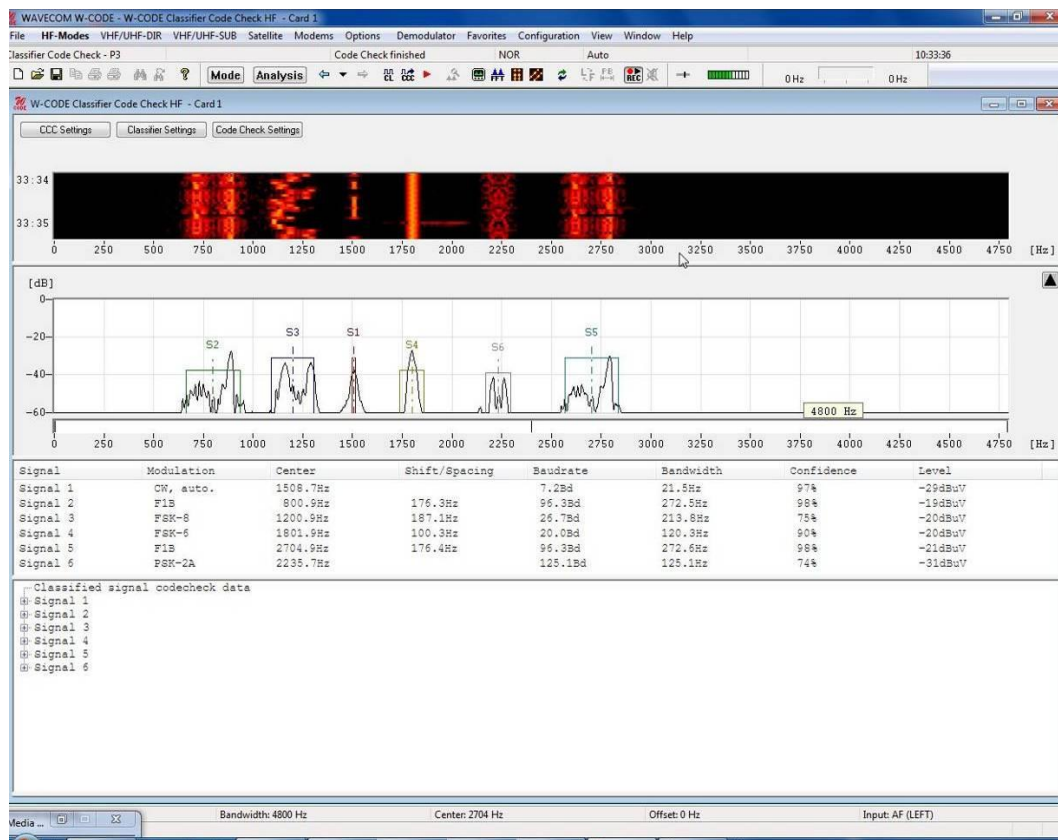 WAVECOM W-CODE - W-CODE Classifier Code Check HF - Card 1
File HF-Modes VHF/UHF-DIR VHF/UHF-SUB Satellite Modems Options Demodulator Favorites Configuration View Window Help
Classifier Code Check - P3 Code Check finished NOR Auto 10:33:36
Mode Analysis CL CCC REC 0 Hz 0 Hz
W-CODE Classifier Code Check HF - Card 1
CCC Settings Classifier Settings Code Check Settings
33:34
33:35
0 250 500 750 1000 1250 1500 1750 2000 2250 2500 2750 3000 3250 3500 3750 4000 4250 4500 4750 [Hz]
[dB]
0
-20
S2 S3 S1 S4 S6 S5
-40
-60
4800 Hz
0 250 500 750 1000 1250 1500 1750 2000 2250 2500 2750 3000 3250 3500 3750 4000 4250 4500 4750 [Hz]
Signal Modulation Center Shift/Spacing Baudrate Bandwidth Confidence Level
Signal 1 CW, auto. 1508.7Hz 7.2Bd 21.5Hz 97% -29dBuV
Signal 2 F1B 800.9Hz 176.3Hz 96.3Bd 272.5Hz 98% -19dBuV
Signal 3 FSK-8 1200.9Hz 187.1Hz 26.7Bd 213.8Hz 75% -20dBuV
Signal 4 FSK-6 1801.9Hz 100.3Hz 20.0Bd 120.3Hz 90% -20dBuV
Signal 5 F1B 2704.9Hz 176.4Hz 96.3Bd 272.6Hz 98% -21dBuV
Signal 6 PSK-2A 2235.7Hz 125.1Bd 125.1Hz 74% -31dBuV
Classified signal codecheck data
Signal 1
Signal 2
Signal 3
Signal 4
Signal 5
Signal 6
Media ... Bandwidth: 4800 Hz Center: 2704 Hz Offset: 0 Hz Input: AF (LEFT)